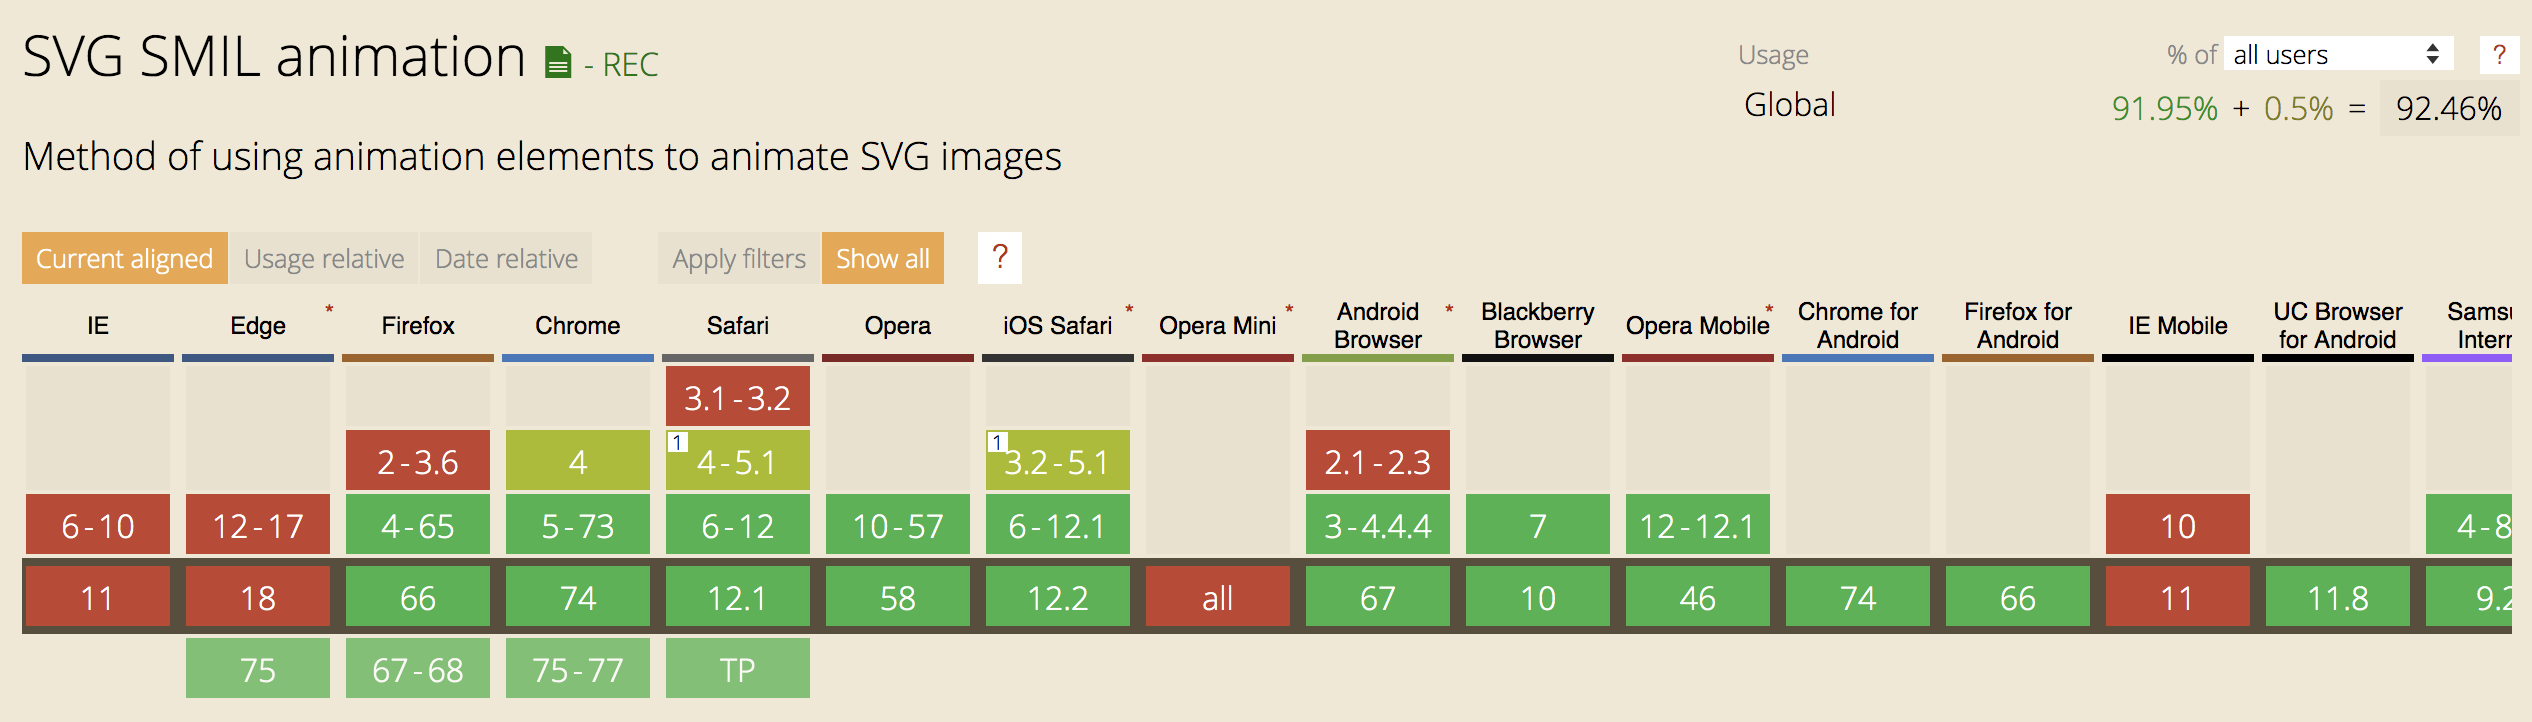 SVG SMIL animation - REC
Usage % of all users ?
Global 91.95% + 0.5% = 92.46%
Method of using animation elements to animate SVG images
Current aligned Usage relative Date relative Apply filters Show all ?
IE Edge * Firefox Chrome Safari Opera iOS Safari * Opera Mini * Android Browser * Blackberry Browser Opera Mobile * Chrome for Android Firefox for Android IE Mobile UC Browser for Android
3.1-3.2
2-3.6 4 1 4-5.1 1 3.2-5.1 2.1-2.3
6-10 12-17 4-65 5-73 6-12 10-57 6-12.1 3-4.4.4 7 12-12.1 10 4-8
11 18 66 74 12.1 58 12.2 all 67 10 46 74 66 11 11.8 9.2
75 67-68 75-77 TP